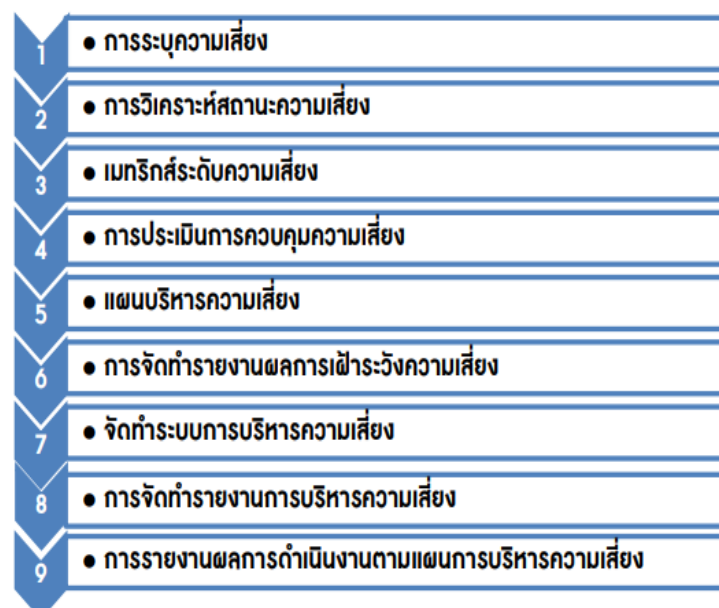 1 ● การระบุความเสี่ยง
2 ● การวิเคราะห์สถานะความเสี่ยง
3 ● เมทริกส์ระดับความเสี่ยง
4 ● การประเมินการควบคุมความเสี่ยง
5 ● แผนบริหารความเสี่ยง
6 ● การจัดทำรายงานผลการเฝ้าระวังความเสี่ยง
7 ● จัดทำระบบการบริหารความเสี่ยง
8 ● การจัดทำรายงานการบริหารความเสี่ยง
9 ● การรายงานผลการดำเนินงานตามแผนการบริหารความเสี่ยง